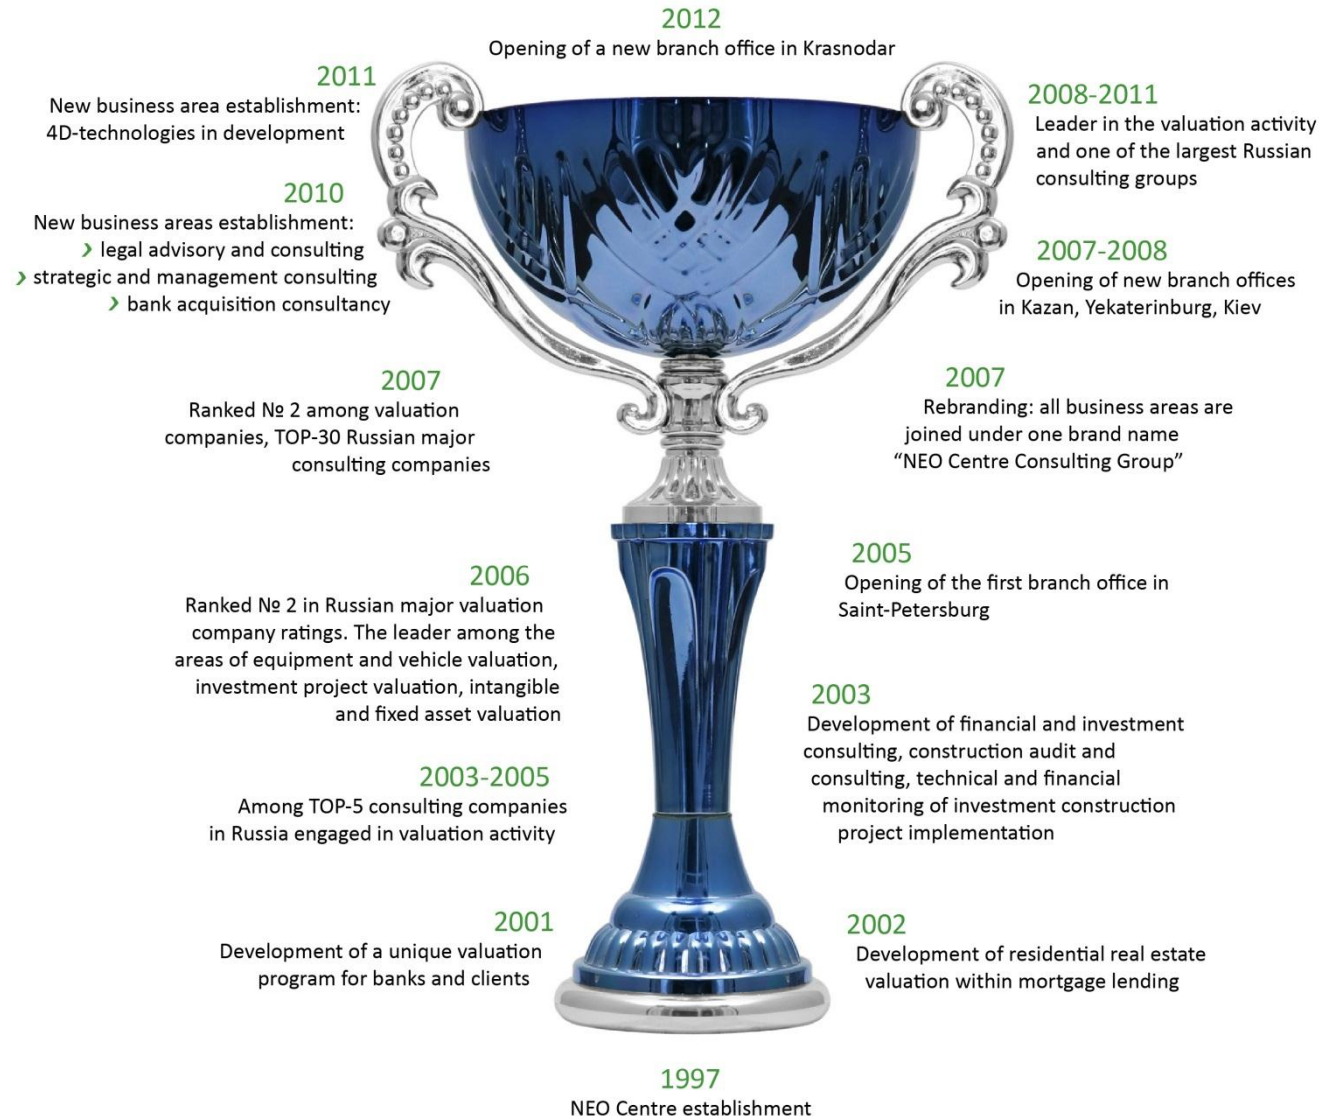 2012
Opening of a new branch office in Krasnodar
2011
New business area establishment:
4D-technologies in development
2010
New business areas establishment:
› legal advisory and consulting
› strategic and management consulting
› bank acquisition consultancy
2007
Ranked № 2 among valuation
companies, TOP-30 Russian major
consulting companies
2006
Ranked № 2 in Russian major valuation
company ratings. The leader among the
areas of equipment and vehicle valuation,
investment project valuation, intangible
and fixed asset valuation
2003-2005
Among TOP-5 consulting companies
in Russia engaged in valuation activity
2001
Development of a unique valuation
program for banks and clients
2008-2011
Leader in the valuation activity
and one of the largest Russian
consulting groups
2007-2008
Opening of new branch offices
in Kazan, Yekaterinburg, Kiev
2007
Rebranding: all business areas are
joined under one brand name
“NEO Centre Consulting Group”
2005
Opening of the first branch office in
Saint-Petersburg
2003
Development of financial and investment
consulting, construction audit and
consulting, technical and financial
monitoring of investment construction
project implementation
2002
Development of residential real estate
valuation within mortgage lending
1997
NEO Centre establishment